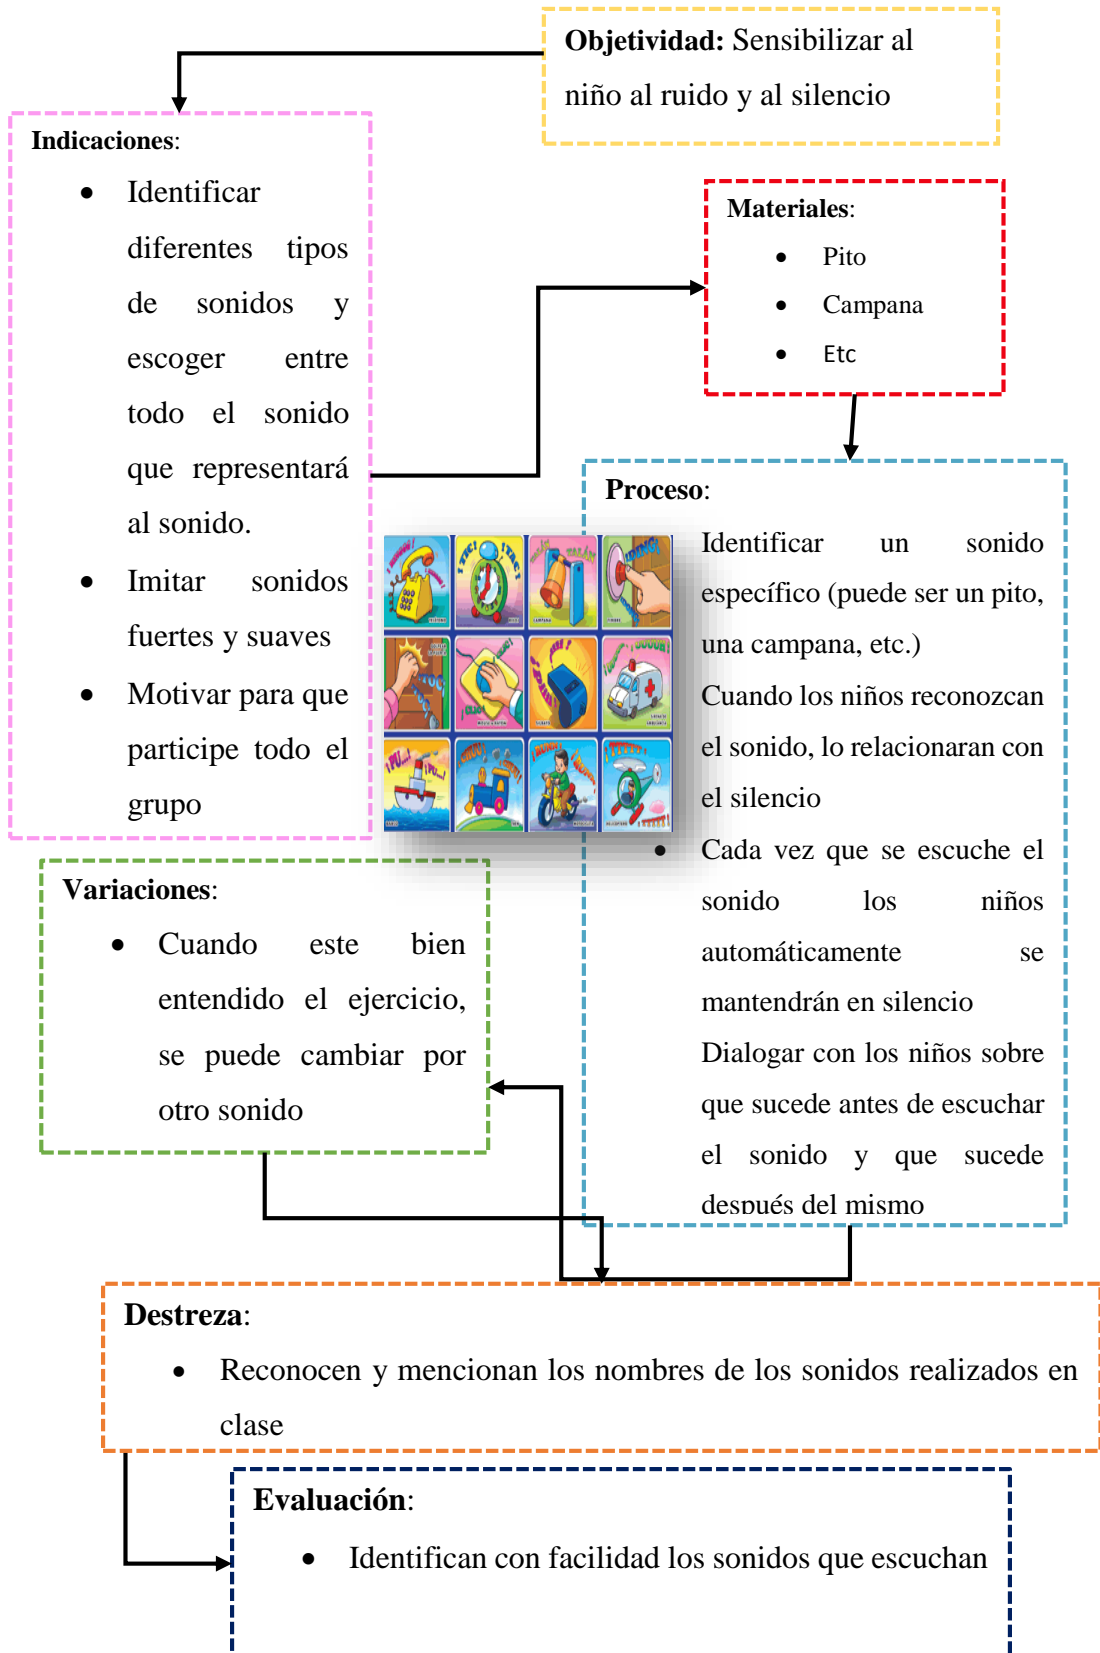 Objetividad: Sensibilizar al
niño al ruido y al silencio
Indicaciones:
• Identificar
diferentes tipos
de sonidos y
escoger entre
todo el sonido
que representará
al sonido.
• Imitar sonidos
fuertes y suaves
• Motivar para que
participe todo el
grupo
Materiales:
• Pito
• Campana
• Etc
Proceso:
Identificar un sonido
específico (puede ser un pito,
una campana, etc.)
Cuando los niños reconozcan
el sonido, lo relacionaran con
el silencio
• Cada vez que se escuche el
sonido los niños
automáticamente se
mantendrán en silencio
Dialogar con los niños sobre
que sucede antes de escuchar
el sonido y que sucede
después del mismo
¡TIC! ¡TAC!
CAMPANA
¡PU...! ¡PU...!
Variaciones:
• Cuando este bien
entendido el ejercicio,
se puede cambiar por
otro sonido
Destreza:
• Reconocen y mencionan los nombres de los sonidos realizados en
clase
Evaluación:
• Identifican con facilidad los sonidos que escuchan